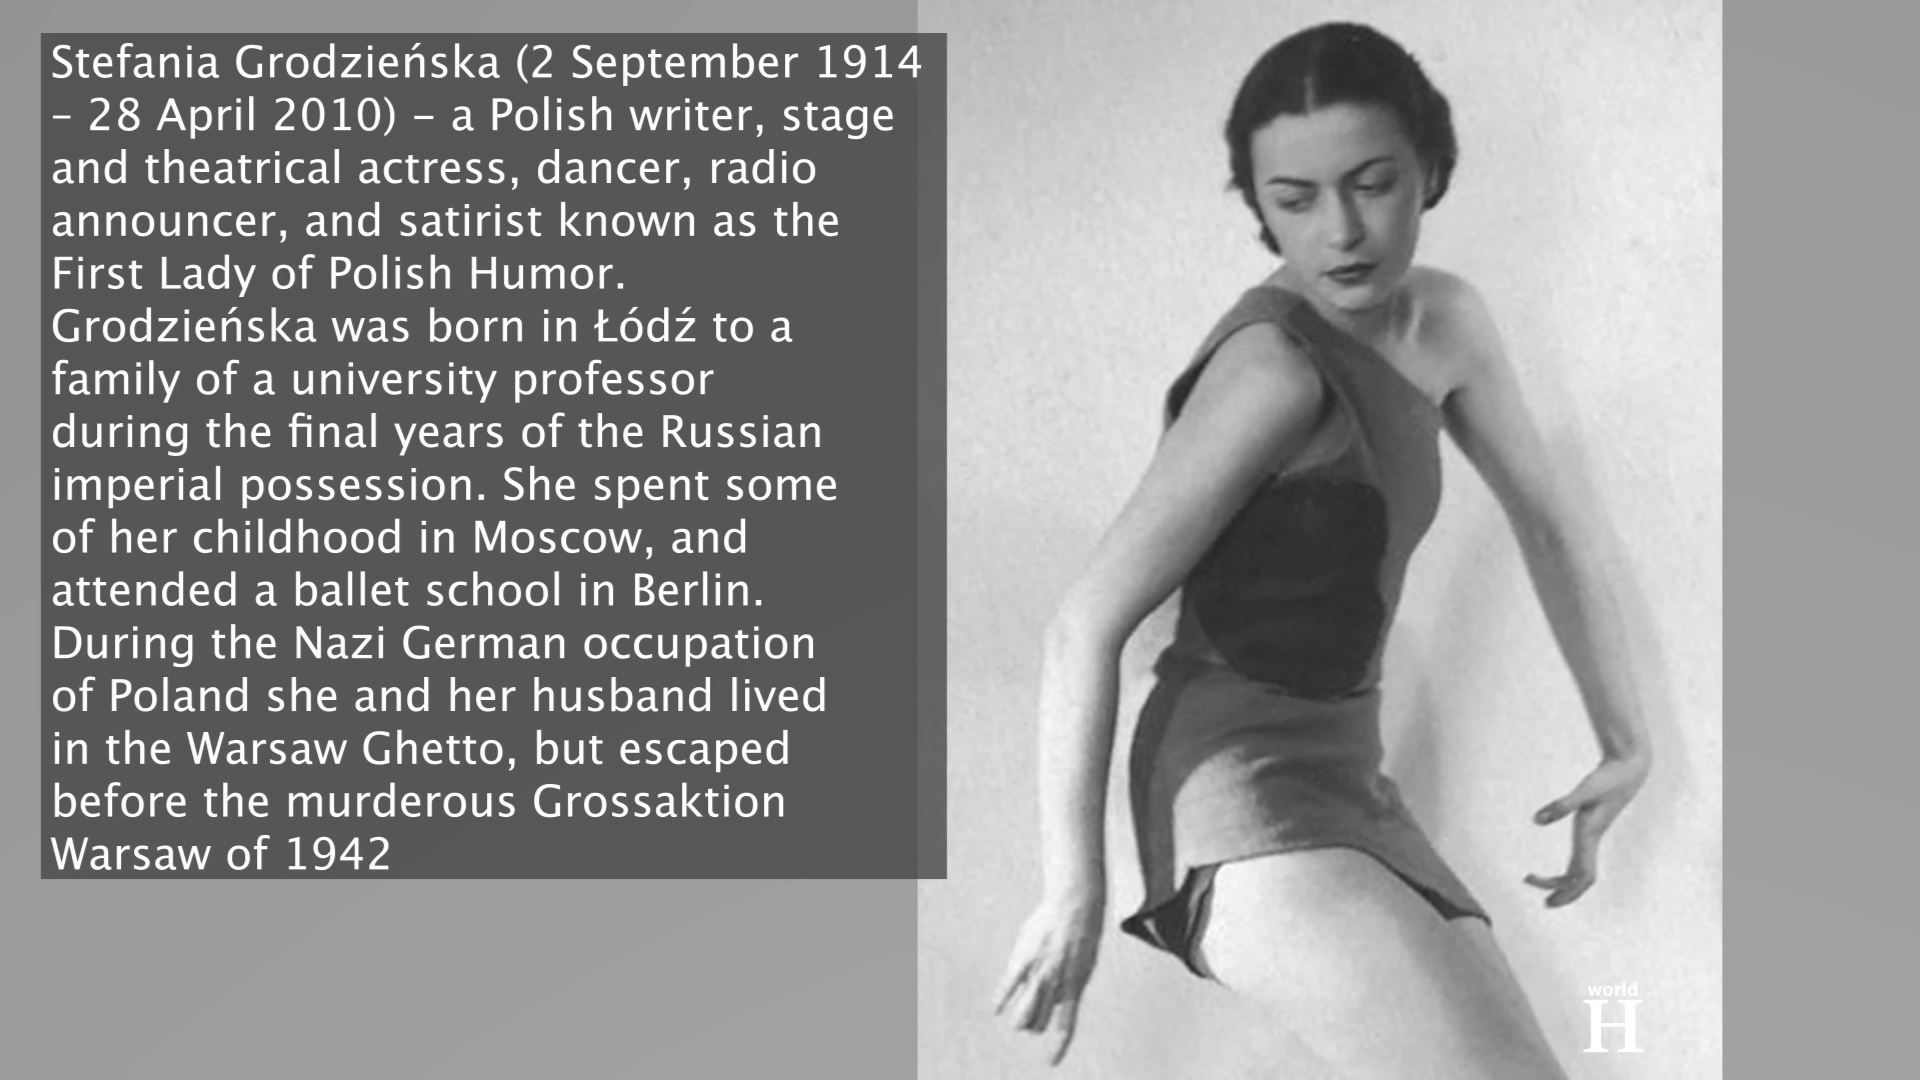 Stefania Grodzieńska (2 September 1914
– 28 April 2010) – a Polish writer, stage
and theatrical actress, dancer, radio
announcer, and satirist known as the
First Lady of Polish Humor.
Grodzieńska was born in Łódź to a
family of a university professor
during the final years of the Russian
imperial possession. She spent some
of her childhood in Moscow, and
attended a ballet school in Berlin.
During the Nazi German occupation
of Poland she and her husband lived
in the Warsaw Ghetto, but escaped
before the murderous Grossaktion
Warsaw of 1942
world
H